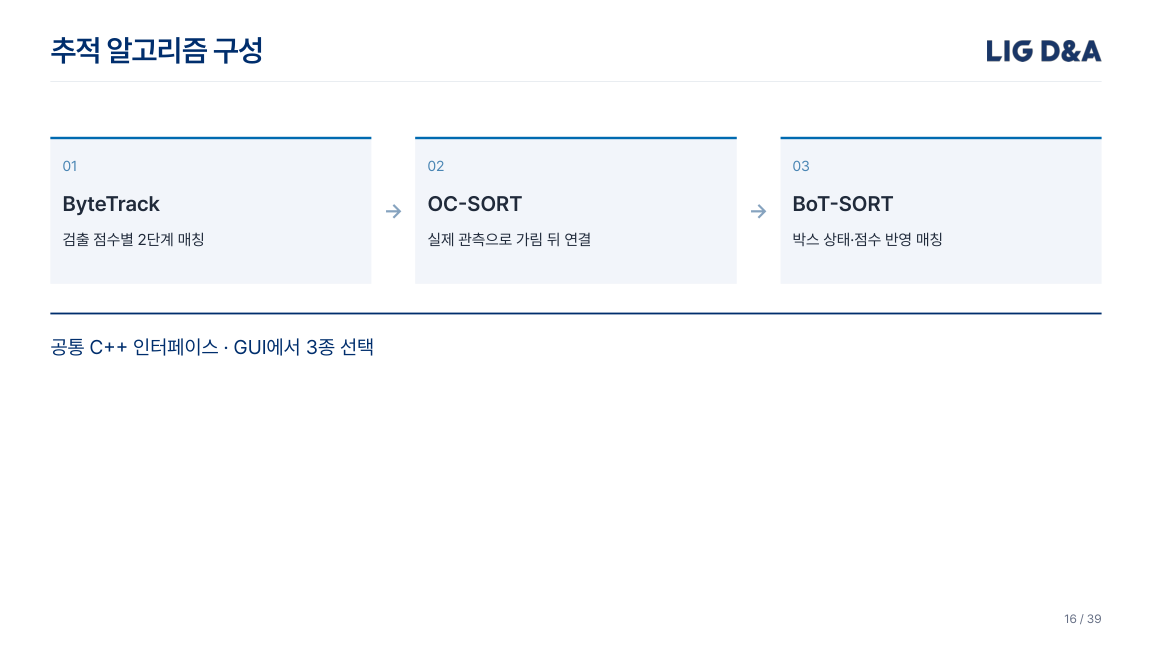 추적 알고리즘 구성
LIG D&A
01
ByteTrack
검출 점수별 2단계 매칭
→
02
OC-SORT
실제 관측으로 가림 뒤 연결
→
03
BoT-SORT
박스 상태·점수 반영 매칭
공통 C++ 인터페이스 · GUI에서 3종 선택
16 / 39